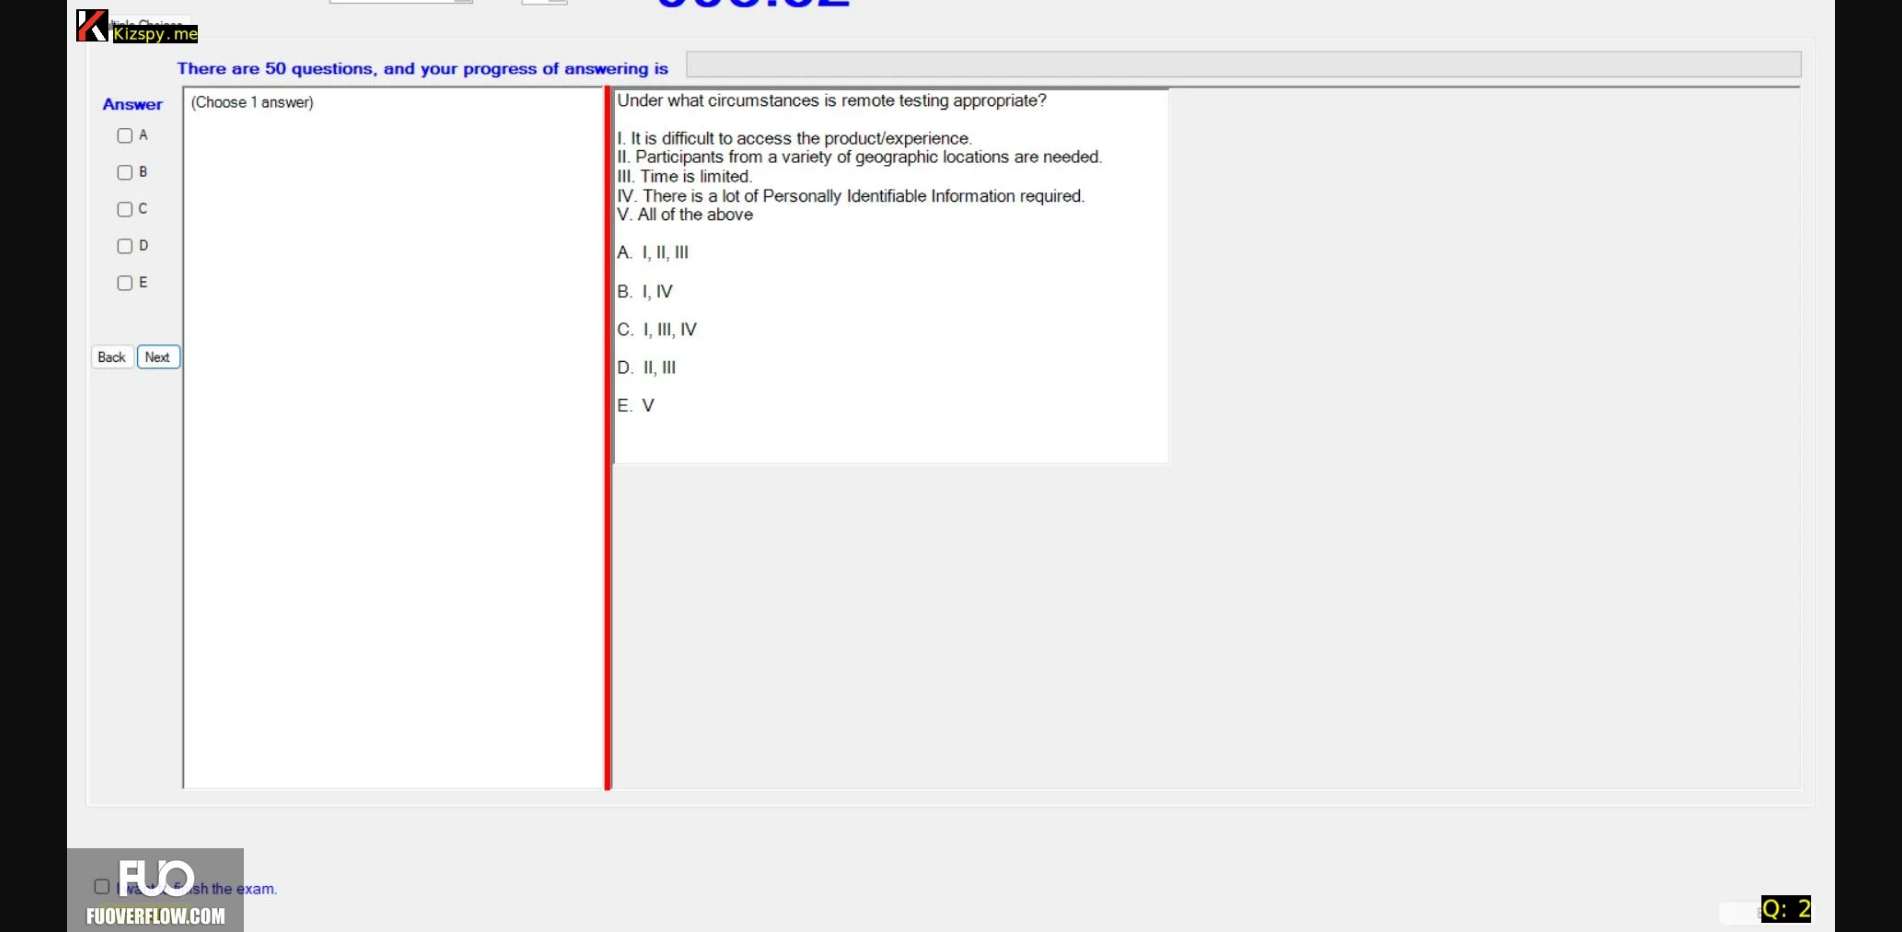 Kizspy.me
There are 50 questions, and your progress of answering is
Answer
(Choose 1 answer)
A
B
C
D
E
Back
Next
Under what circumstances is remote testing appropriate?
I. It is difficult to access the product/experience.
II. Participants from a variety of geographic locations are needed.
III. Time is limited.
IV. There is a lot of Personally Identifiable Information required.
V. All of the above
A. I, II, III
B. I, IV
C. I, III, IV
D. II, III
E. V
FUO
the exam.
FUOVERFLOW.COM
Q: 2